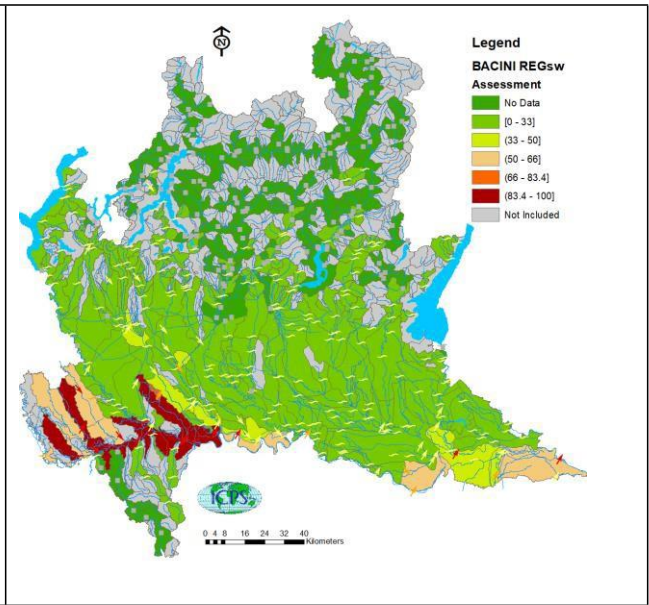 N
Legend
BACINI REGsw
Assessment
No Data
[0 - 33]
(33 - 50]
(50 - 66]
(66 - 83.4]
(83.4 - 100]
Not Included
ICPS
0 4 8 16 24 32 40
Kilometers